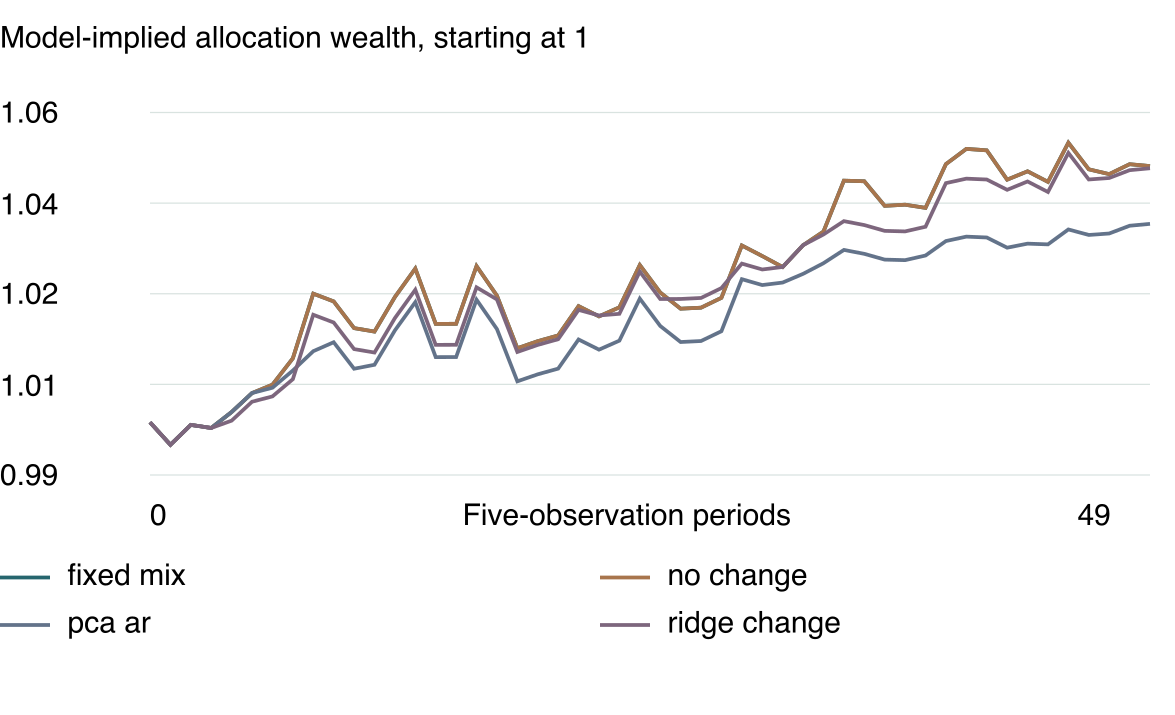 Model-implied allocation wealth, starting at 1
1.06
1.04
1.02
1.01
0.99
0 Five-observation periods 49
fixed mix no change
pca ar ridge change